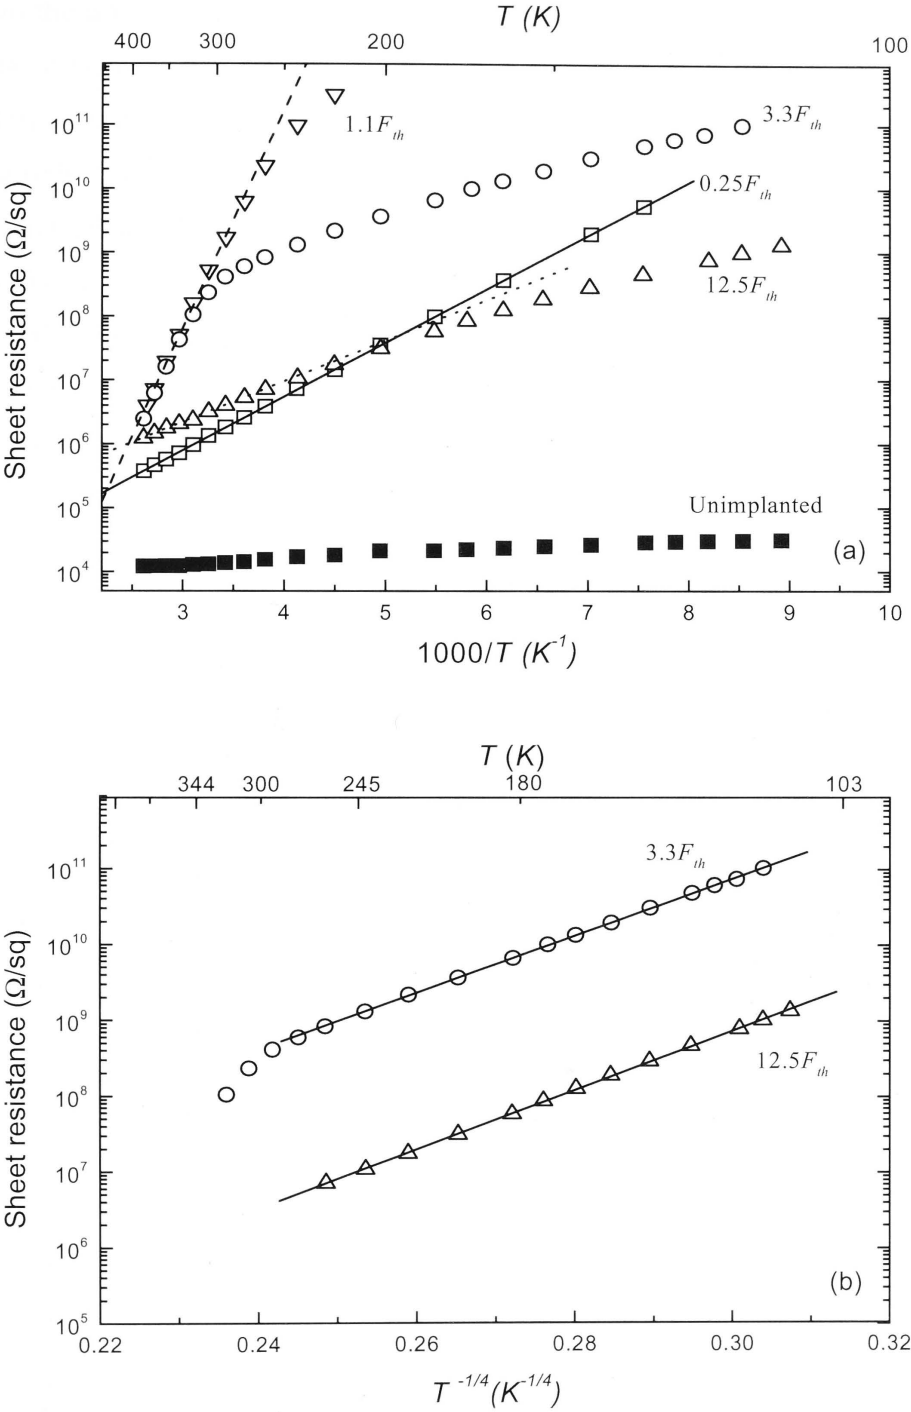 T (K)
400 300 200 100
10^11
10^10
10^9
10^8
10^7
10^6
10^5
10^4
Sheet resistance (Ω/sq)
1.1F_th
3.3F_th
0.25F_th
12.5F_th
Unimplanted
(a)
3 4 5 6 7 8 9 10
1000/T (K^-1)
T (K)
344 300 245 180 103
10^11
10^10
10^9
10^8
10^7
10^6
10^5
Sheet resistance (Ω/sq)
3.3F_th
12.5F_th
(b)
0.22 0.24 0.26 0.28 0.30 0.32
T^-1/4 (K^-1/4)